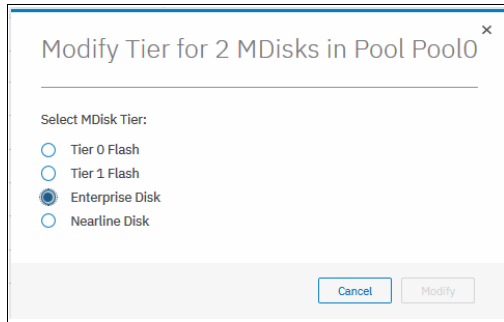 Modify Tier for 2 MDisks in Pool Pool0
Select MDisk Tier:
Tier 0 Flash
Tier 1 Flash
Enterprise Disk
Nearline Disk
Cancel
Modify